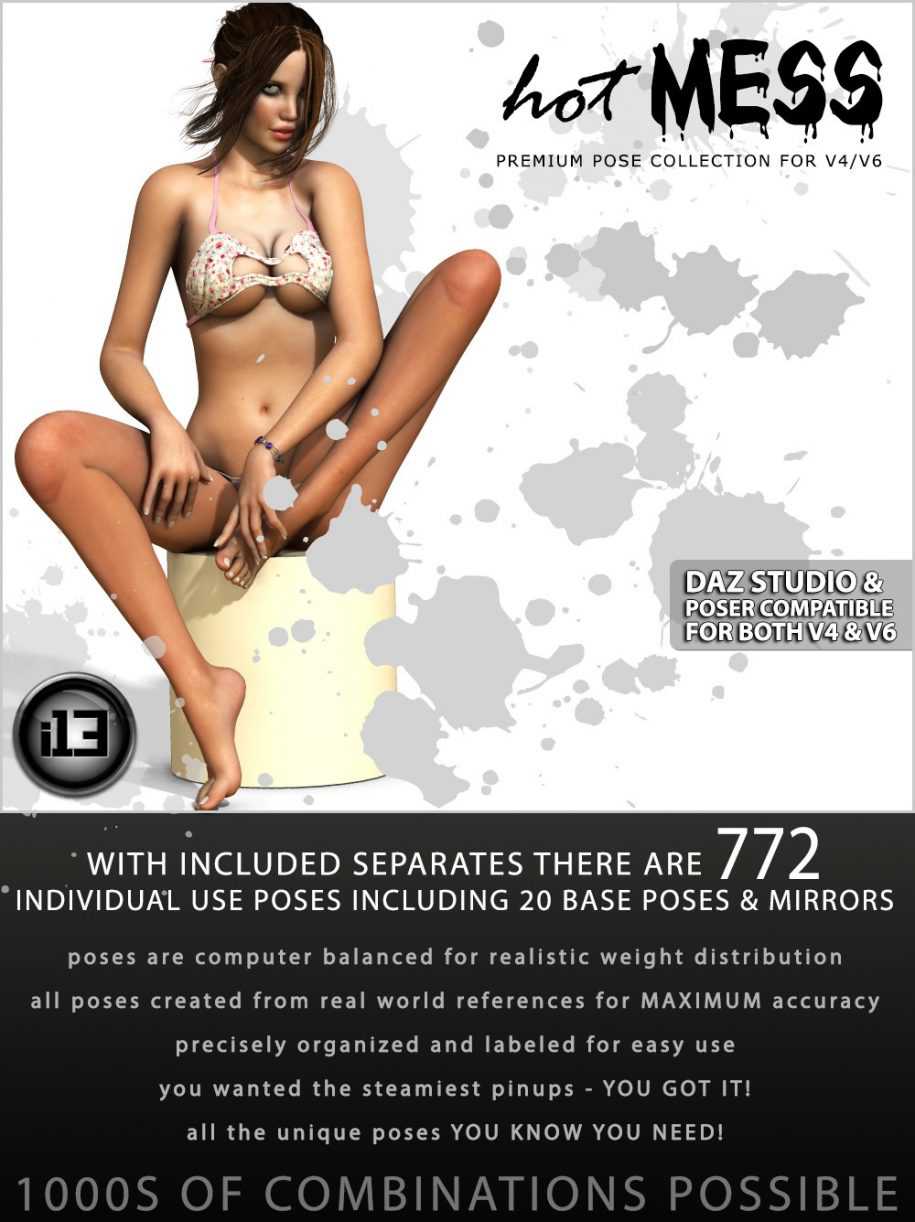 hot MESS
PREMIUM POSE COLLECTION FOR V4/V6
DAZ STUDIO &
POSER COMPATIBLE
FOR BOTH V4 & V6
i13
WITH INCLUDED SEPARATES THERE ARE 772
INDIVIDUAL USE POSES INCLUDING 20 BASE POSES & MIRRORS
poses are computer balanced for realistic weight distribution
all poses created from real world references for MAXIMUM accuracy
precisely organized and labeled for easy use
you wanted the steamiest pinups - YOU GOT IT!
all the unique poses YOU KNOW YOU NEED!
1000S OF COMBINATIONS POSSIBLE